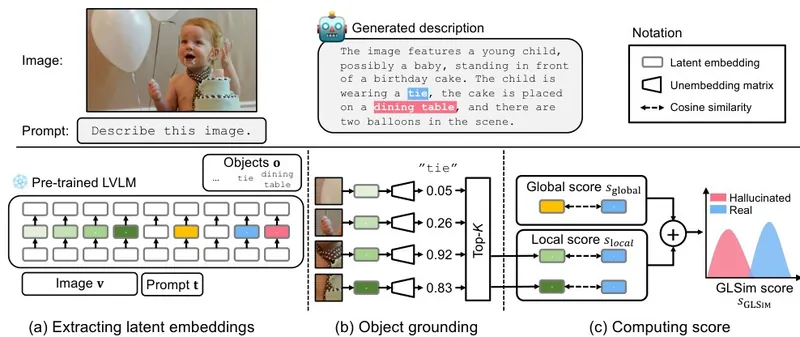 Image:
Prompt:
Describe this image.
Generated description
The image features a young child,
possibly a baby, standing in front
of a birthday cake. The child is
wearing a tie, the cake is placed
on a dining table, and there are
two balloons in the scene.
Notation
Latent embedding
Unembedding matrix
Cosine similarity
Pre-trained LVLM
Objects o
... tie dining
table
Image v
Prompt t
(a) Extracting latent embeddings
"tie"
0.05
0.26
0.92
0.83
Top-K
(b) Object grounding
Global score s_global
Local score s_local
+
Hallucinated
Real
GLSim score
s_GLSIM
(c) Computing score